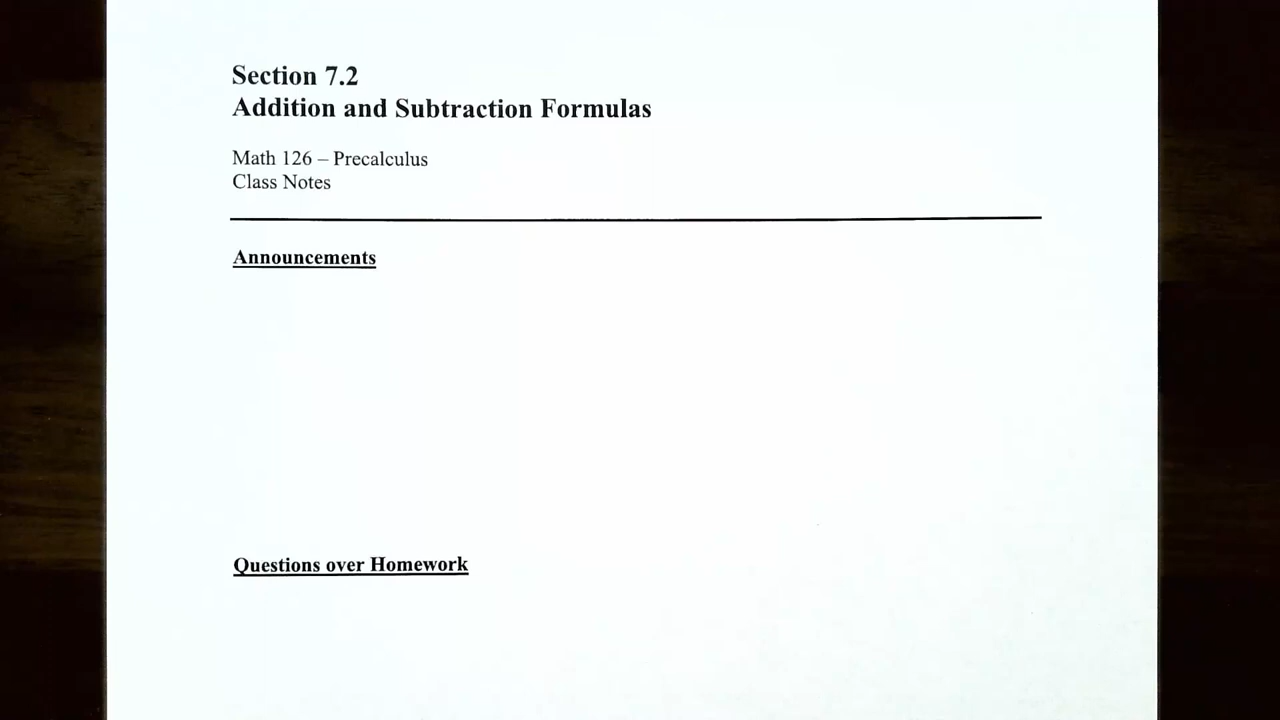 Section 7.2
Addition and Subtraction Formulas
Math 126 – Precalculus
Class Notes
Announcements
Questions over Homework